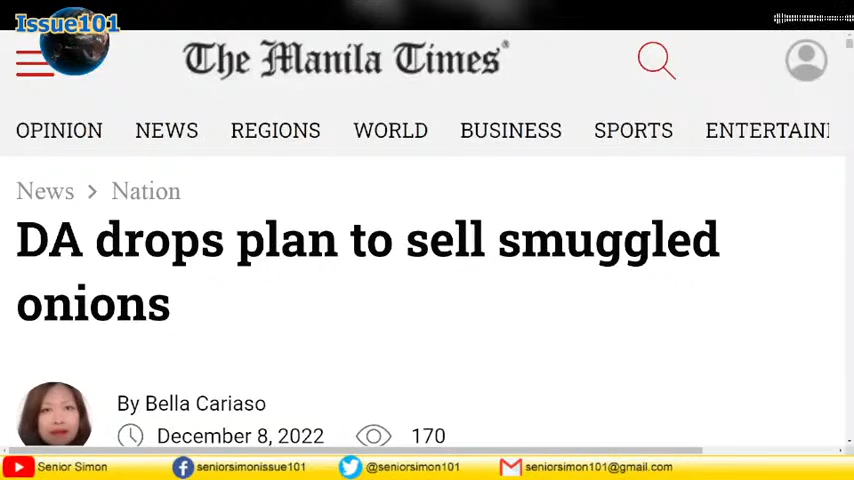 Issue101
The Manila Times
OPINION NEWS REGIONS WORLD BUSINESS SPORTS ENTERTAIN
News > Nation
DA drops plan to sell smuggled
onions
By Bella Cariaso
December 8, 2022 170
Senior Simon seniorsimonissue101 @seniorsimon101 seniorsimon101@gmail.com